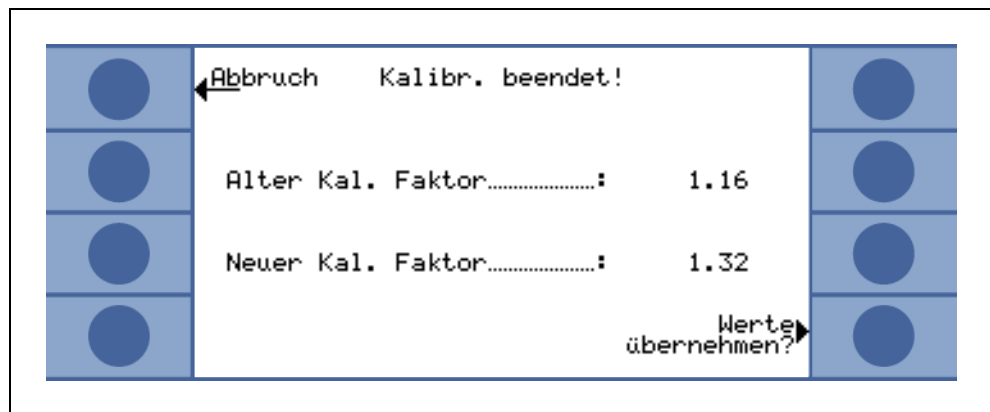 Abbruch Kalibr. beendet!
Alter Kal. Faktor....................: 1.16
Neuer Kal. Faktor....................: 1.32
Werte
übernehmen?